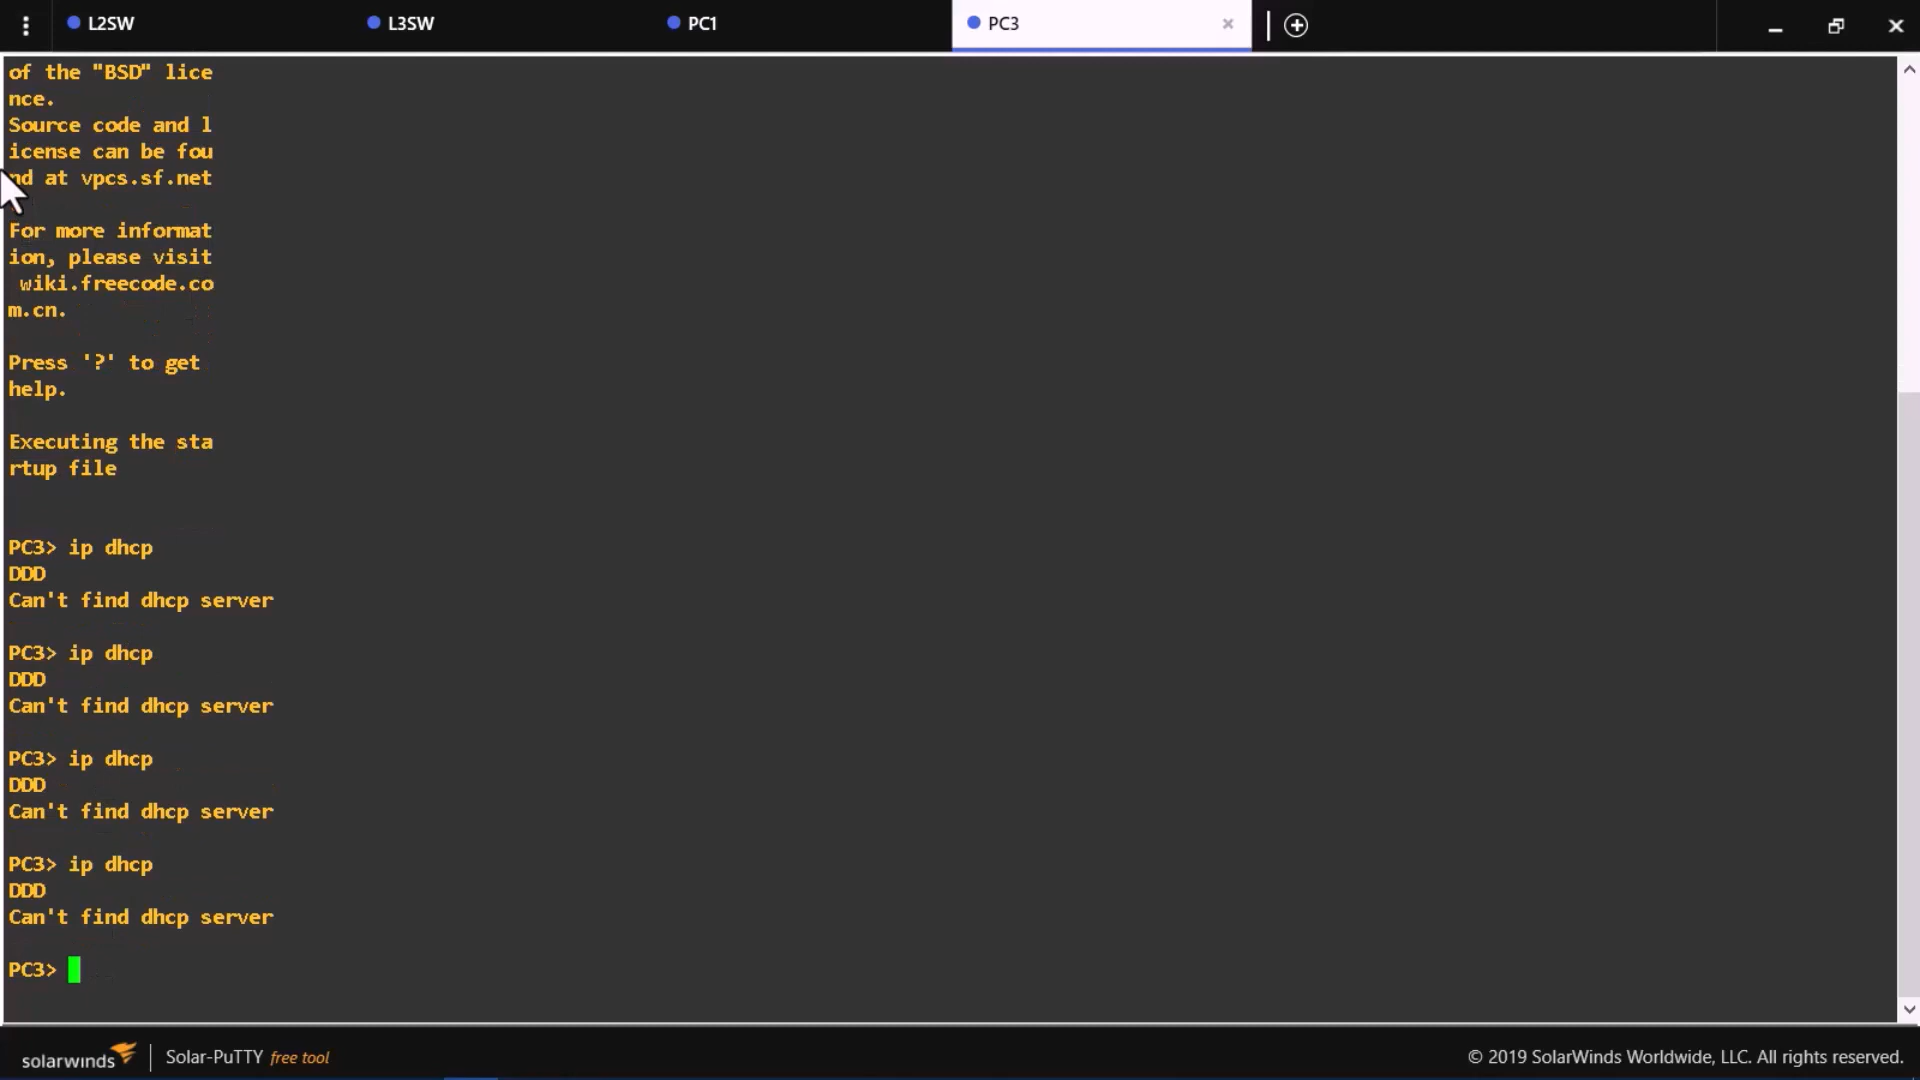 L2SW L3SW PC1 PC3
of the "BSD" lice
nce.
Source code and l
icense can be fou
nd at vpcs.sf.net
For more informat
ion, please visit
wiki.freecode.co
m.cn.
Press '?' to get
help.
Executing the sta
rtup file
PC3> ip dhcp
DDD
Can't find dhcp server
PC3> ip dhcp
DDD
Can't find dhcp server
PC3> ip dhcp
DDD
Can't find dhcp server
PC3> ip dhcp
DDD
Can't find dhcp server
PC3>
solarwinds Solar-PuTTY free tool © 2019 SolarWinds Worldwide, LLC. All rights reserved.